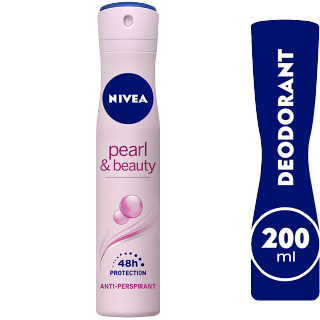 NIVEA
pearl
& beauty
48h
PROTECTION
ANTI-PERSPIRANT
DEODORANT
200
ml